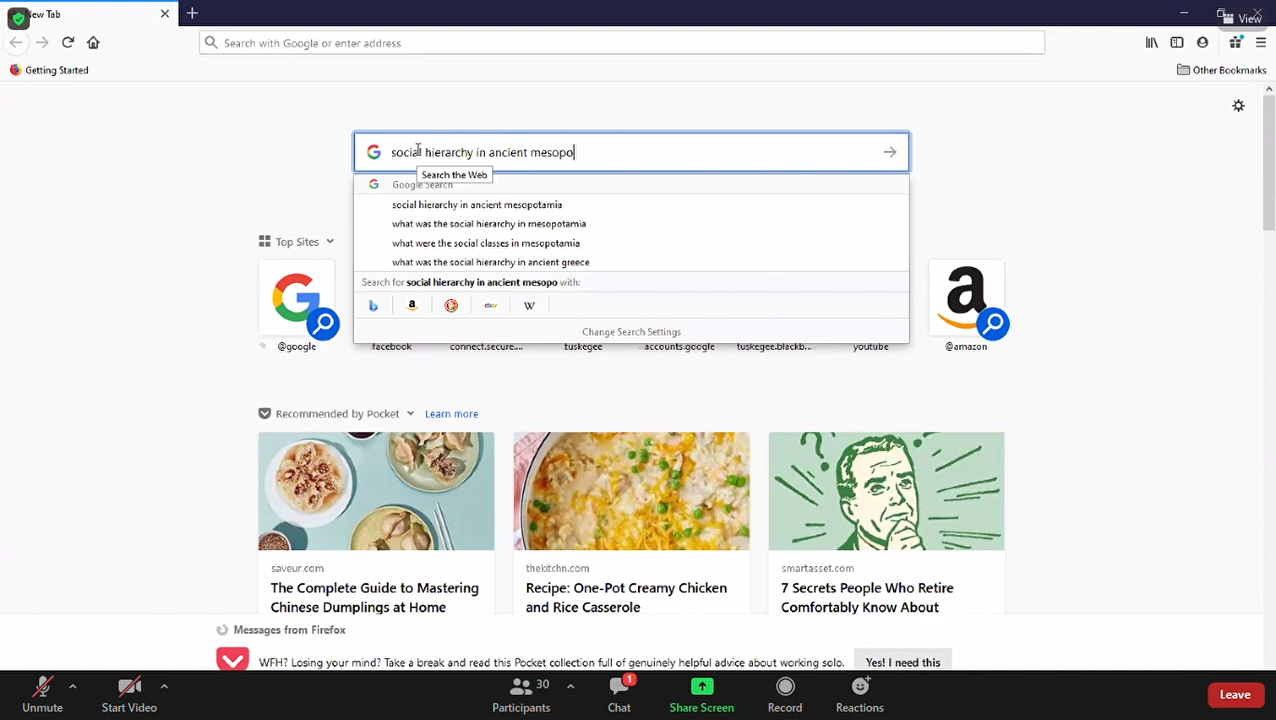 New Tab
View
Search with Google or enter address
Getting Started
Other Bookmarks
social hierarchy in ancient mesopo
Search the Web
Google Search
social hierarchy in ancient mesopotamia
what was the social hierarchy in mesopotamia
what were the social classes in mesopotamia
what was the social hierarchy in ancient greece
Search for social hierarchy in ancient mesopo with:
Change Search Settings
Top Sites
@google
facebook
connect.secure....
tuskegee
accounts.google
tuskegee.blackb...
youtube
@amazon
Recommended by Pocket
Learn more
saveur.com
The Complete Guide to Mastering
Chinese Dumplings at Home
thekitchn.com
Recipe: One-Pot Creamy Chicken
and Rice Casserole
smartasset.com
7 Secrets People Who Retire
Comfortably Know About
Messages from Firefox
WFH? Losing your mind? Take a break and read this Pocket collection full of genuinely helpful advice about working solo.
Yes! I need this
Unmute
Start Video
30
Participants
1
Chat
Share Screen
Record
Reactions
Leave